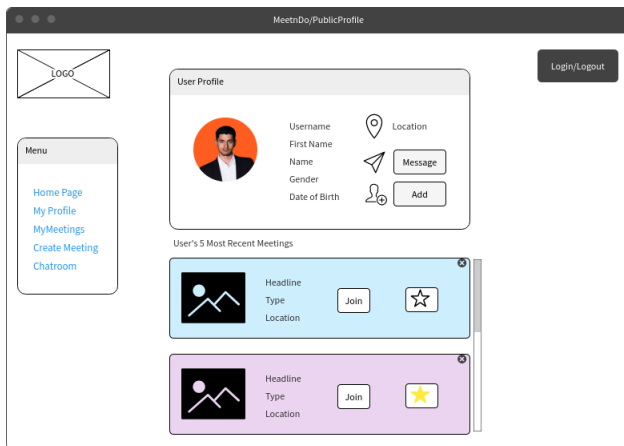 MeetnDo/PublicProfile
LOGO
Login/Logout
Menu
Home Page
My Profile
MyMeetings
Create Meeting
Chatroom
User Profile
Username
First Name
Name
Gender
Date of Birth
Location
Message
Add
User's 5 Most Recent Meetings
Headline
Type
Location
Join
Headline
Type
Location
Join